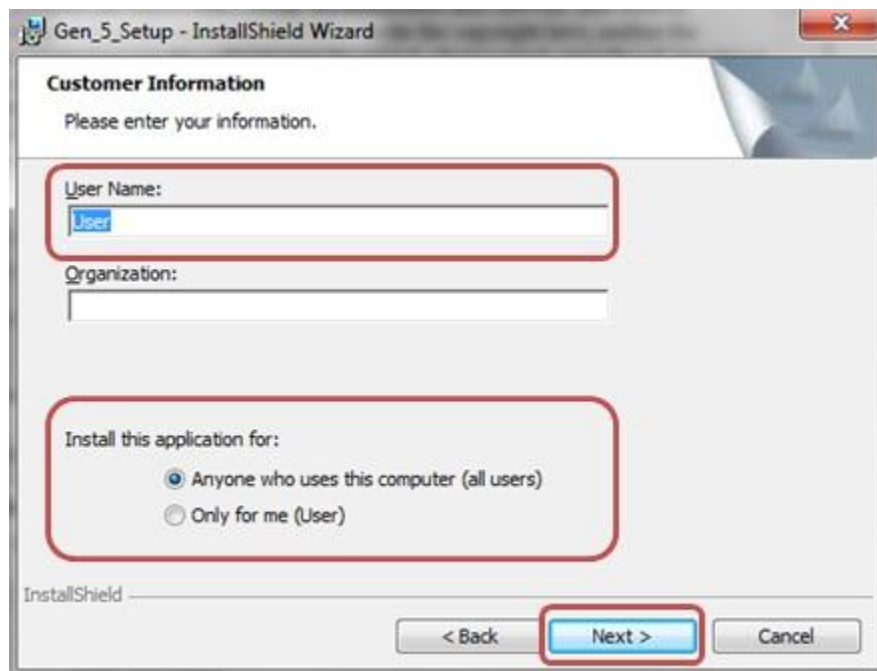 Gen_5_Setup - InstallShield Wizard
Customer Information
Please enter your information.
User Name:
User
Organization:
Install this application for:
Anyone who uses this computer (all users)
Only for me (User)
InstallShield
< Back
Next >
Cancel